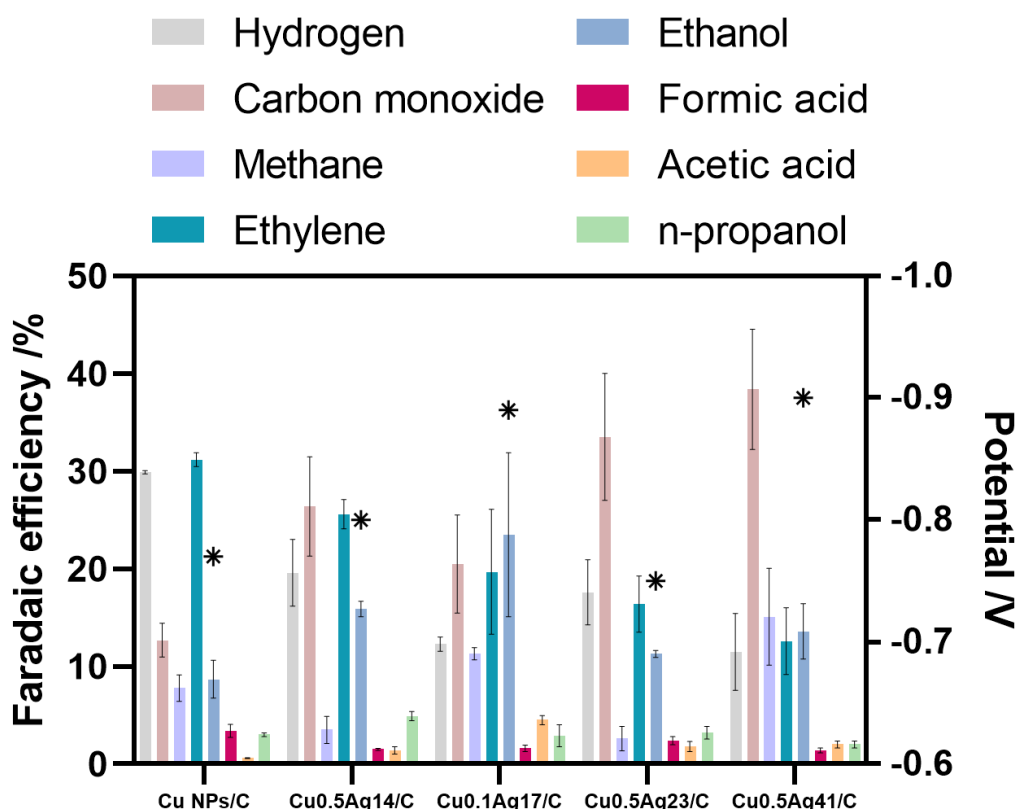 Hydrogen Ethanol
Carbon monoxide Formic acid
Methane Acetic acid
Ethylene n-propanol
50 -1.0
40 -0.9
30 -0.8
20 -0.7
10
0 -0.6
Faradaic efficiency /%
Potential /V
Cu NPs/C Cu0.5Ag14/C Cu0.1Ag17/C Cu0.5Ag23/C Cu0.5Ag41/C